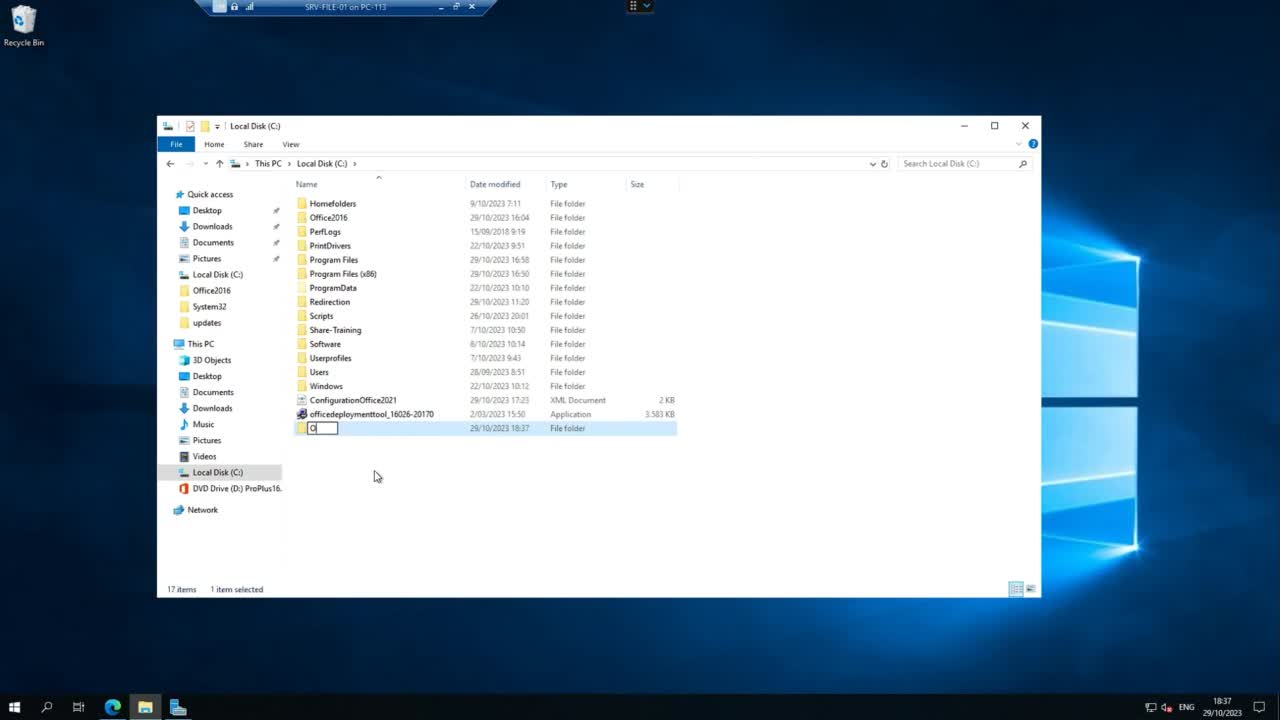 SRV-FILE-01 on PC-113
Recycle Bin
Local Disk (C:)
File Home Share View
This PC Local Disk (C:)
Search Local Disk (C:)
Name Date modified Type Size
Quick access
Desktop
Downloads
Documents
Pictures
Local Disk (C:)
Office2016
System32
updates
This PC
3D Objects
Desktop
Documents
Downloads
Music
Pictures
Videos
Local Disk (C:)
DVD Drive (D:) ProPlus16.
Network
Homefolders 9/10/2023 7:11 File folder
Office2016 29/10/2023 16:04 File folder
PerfLogs 15/09/2018 9:19 File folder
PrintDrivers 22/10/2023 9:51 File folder
Program Files 29/10/2023 16:58 File folder
Program Files (x86) 29/10/2023 16:50 File folder
ProgramData 22/10/2023 10:10 File folder
Redirection 29/10/2023 11:20 File folder
Scripts 26/10/2023 20:01 File folder
Share-Training 7/10/2023 10:50 File folder
Software 6/10/2023 10:14 File folder
Userprofiles 7/10/2023 9:43 File folder
Users 28/09/2023 8:51 File folder
Windows 22/10/2023 10:12 File folder
ConfigurationOffice2021 29/10/2023 17:23 XML Document 2 KB
officedeploymenttool_16026-20170 2/03/2023 15:50 Application 3.583 KB
O 29/10/2023 18:37 File folder
17 items 1 item selected
ENG
18:37
29/10/2023